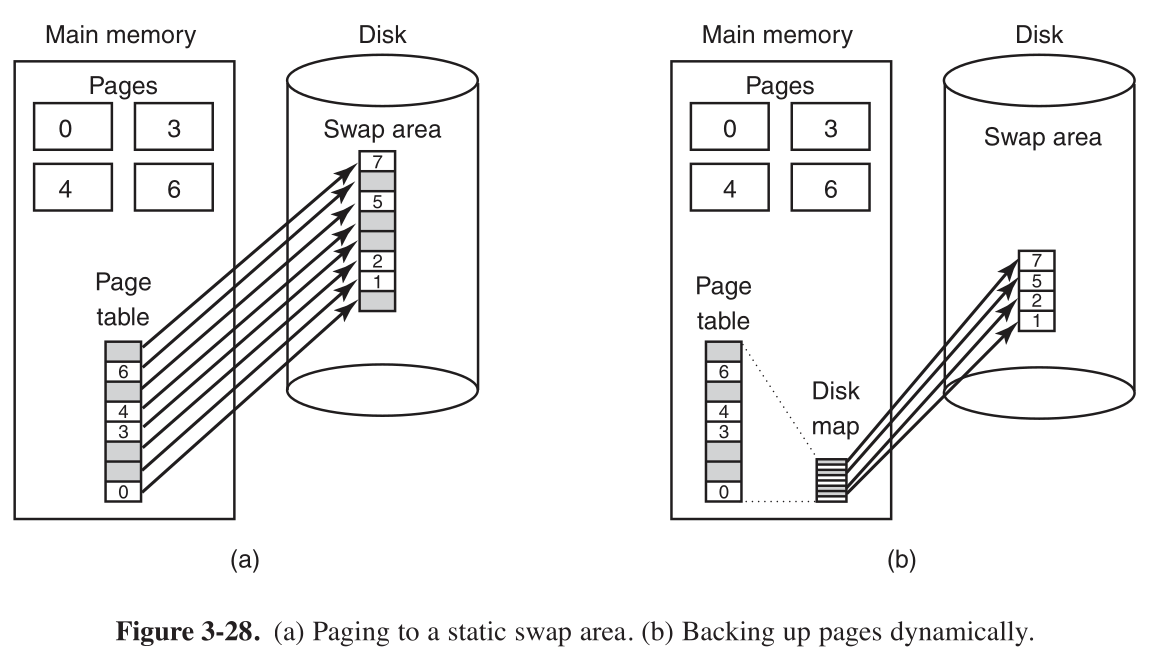 Main memory
Disk
Pages
0
3
4
6
Swap area
7
5
2
1
Page
table
6
4
3
0
(a)
Main memory
Disk
Pages
0
3
4
6
Swap area
7
5
2
1
Page
table
6
4
3
0
Disk
map
(b)
Figure 3-28. (a) Paging to a static swap area. (b) Backing up pages dynamically.